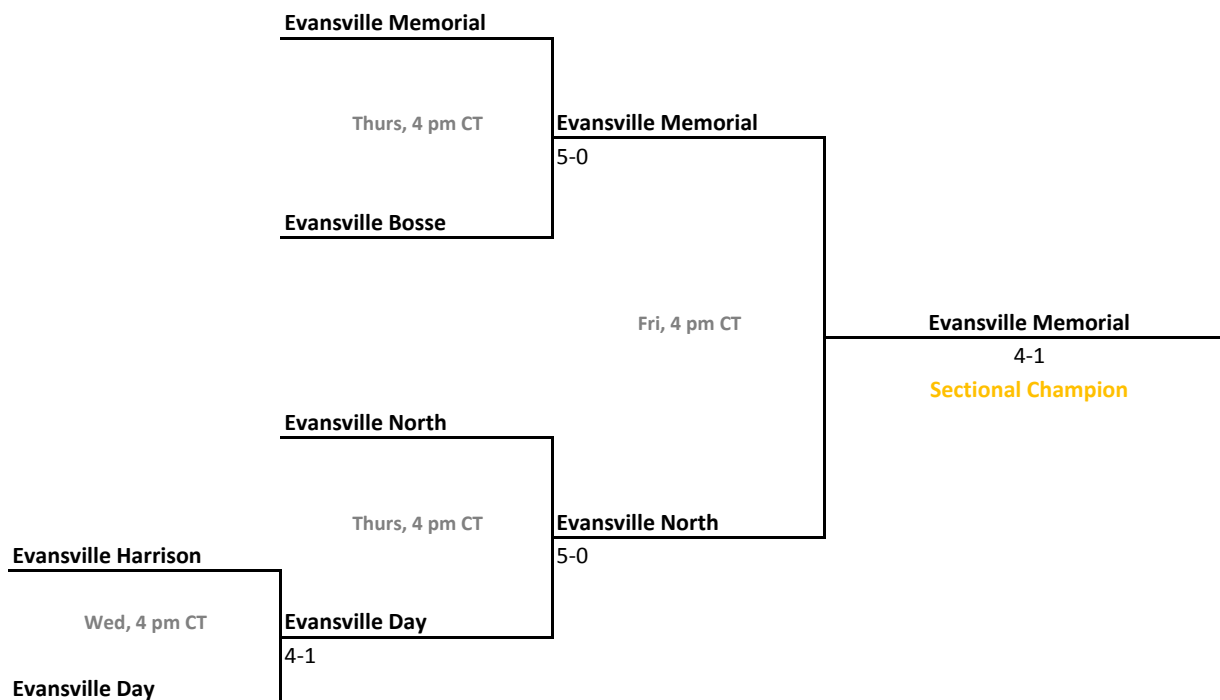 Evansville Memorial
Thurs, 4 pm CT
Evansville Memorial
5-0
Evansville Bosse
Fri, 4 pm CT
Evansville Memorial
4-1
Sectional Champion
Evansville North
Thurs, 4 pm CT
Evansville North
5-0
Evansville Harrison
Wed, 4 pm CT
Evansville Day
4-1
Evansville Day